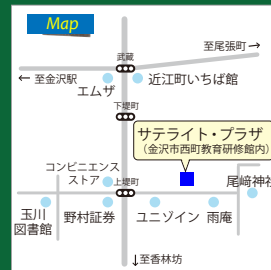 Map
武蔵
至尾張町→
←至金沢駅
近江町いちば館
エムザ
下堤町
サテライト・プラザ
(金沢市西町教育研修館内)
コンビニエンス
ストア
上堤町
尾﨑神社
玉川
図書館
野村証券
ユニゾイン
雨庵
↓至香林坊